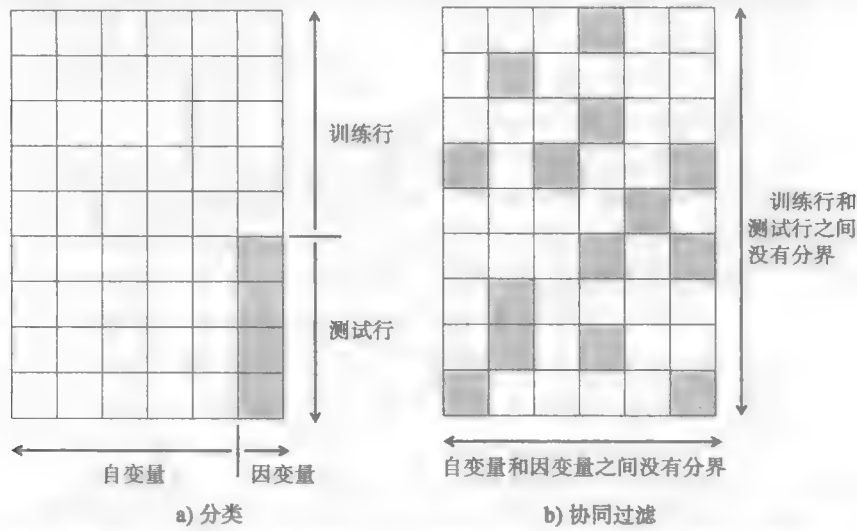 训练行
测试行
自变量
因变量
a) 分类
训练行和
测试行之间
没有分界
自变量和因变量之间没有分界
b) 协同过滤